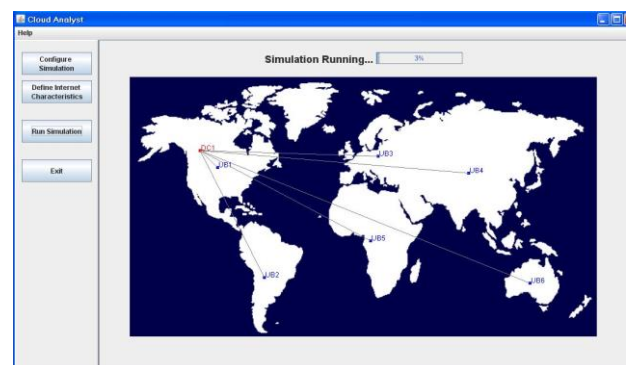 Cloud Analyst
Help
Configure
Simulation
Define Internet
Characteristics
Run Simulation
Exit
Simulation Running...
3%
DC1
UB1
UB3
UB4
UB5
UB2
UB6